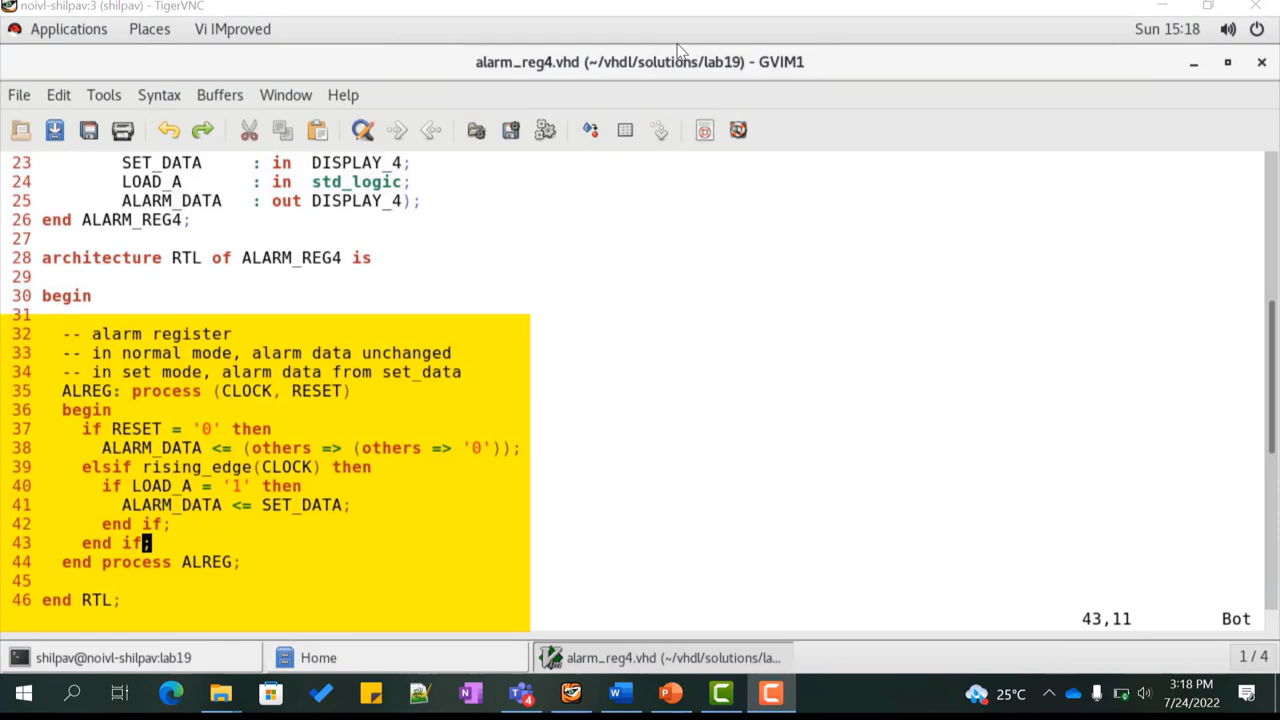 noivl-shilpav:3 (shilpav) - TigerVNC
Applications Places Vi IMproved Sun 15:18
alarm_reg4.vhd (~/vhdl/solutions/lab19) - GVIM1
File Edit Tools Syntax Buffers Window Help
23 SET_DATA : in DISPLAY_4;
24 LOAD_A : in std_logic;
25 ALARM_DATA : out DISPLAY_4);
26 end ALARM_REG4;
27
28 architecture RTL of ALARM_REG4 is
29
30 begin
31
32 -- alarm register
33 -- in normal mode, alarm data unchanged
34 -- in set mode, alarm data from set_data
35 ALREG: process (CLOCK, RESET)
36 begin
37 if RESET = '0' then
38 ALARM_DATA <= (others => (others => '0'));
39 elsif rising_edge(CLOCK) then
40 if LOAD_A = '1' then
41 ALARM_DATA <= SET_DATA;
42 end if;
43 end if;
44 end process ALREG;
45
46 end RTL;
43,11 Bot
shilpav@noivl-shilpav:lab19 Home alarm_reg4.vhd (~/vhdl/solutions/la... 1 / 4
25°C 3:18 PM
7/24/2022